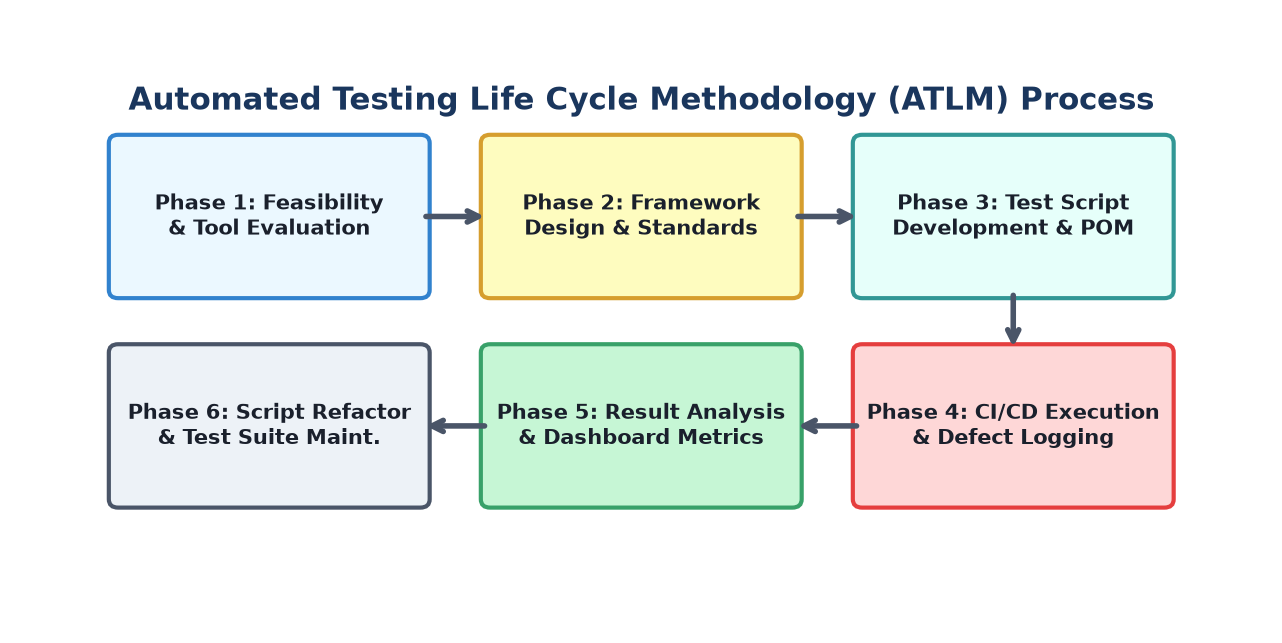 Automated Testing Life Cycle Methodology (ATLM) Process
Phase 1: Feasibility
& Tool Evaluation
Phase 2: Framework
Design & Standards
Phase 3: Test Script
Development & POM
Phase 4: CI/CD Execution
& Defect Logging
Phase 5: Result Analysis
& Dashboard Metrics
Phase 6: Script Refactor
& Test Suite Maint.